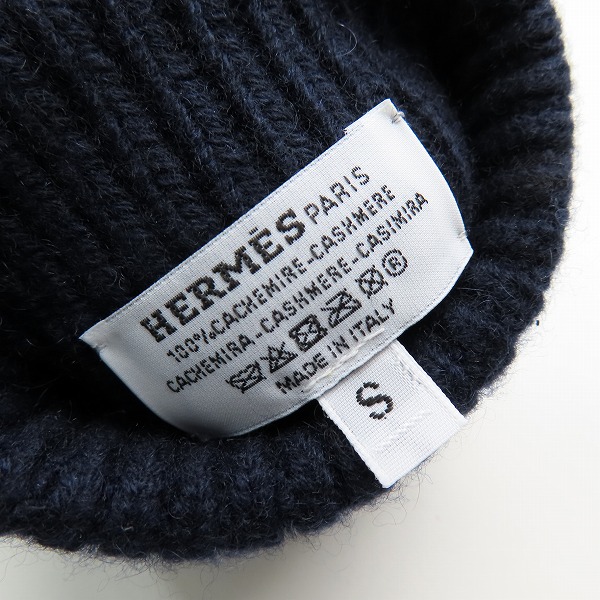 HERMÈS PARIS
100%CACHEMIRE-CASHMERE
CACHEMIRA-CASHMERE-CASIMIRA
®
MADE IN ITALY
S